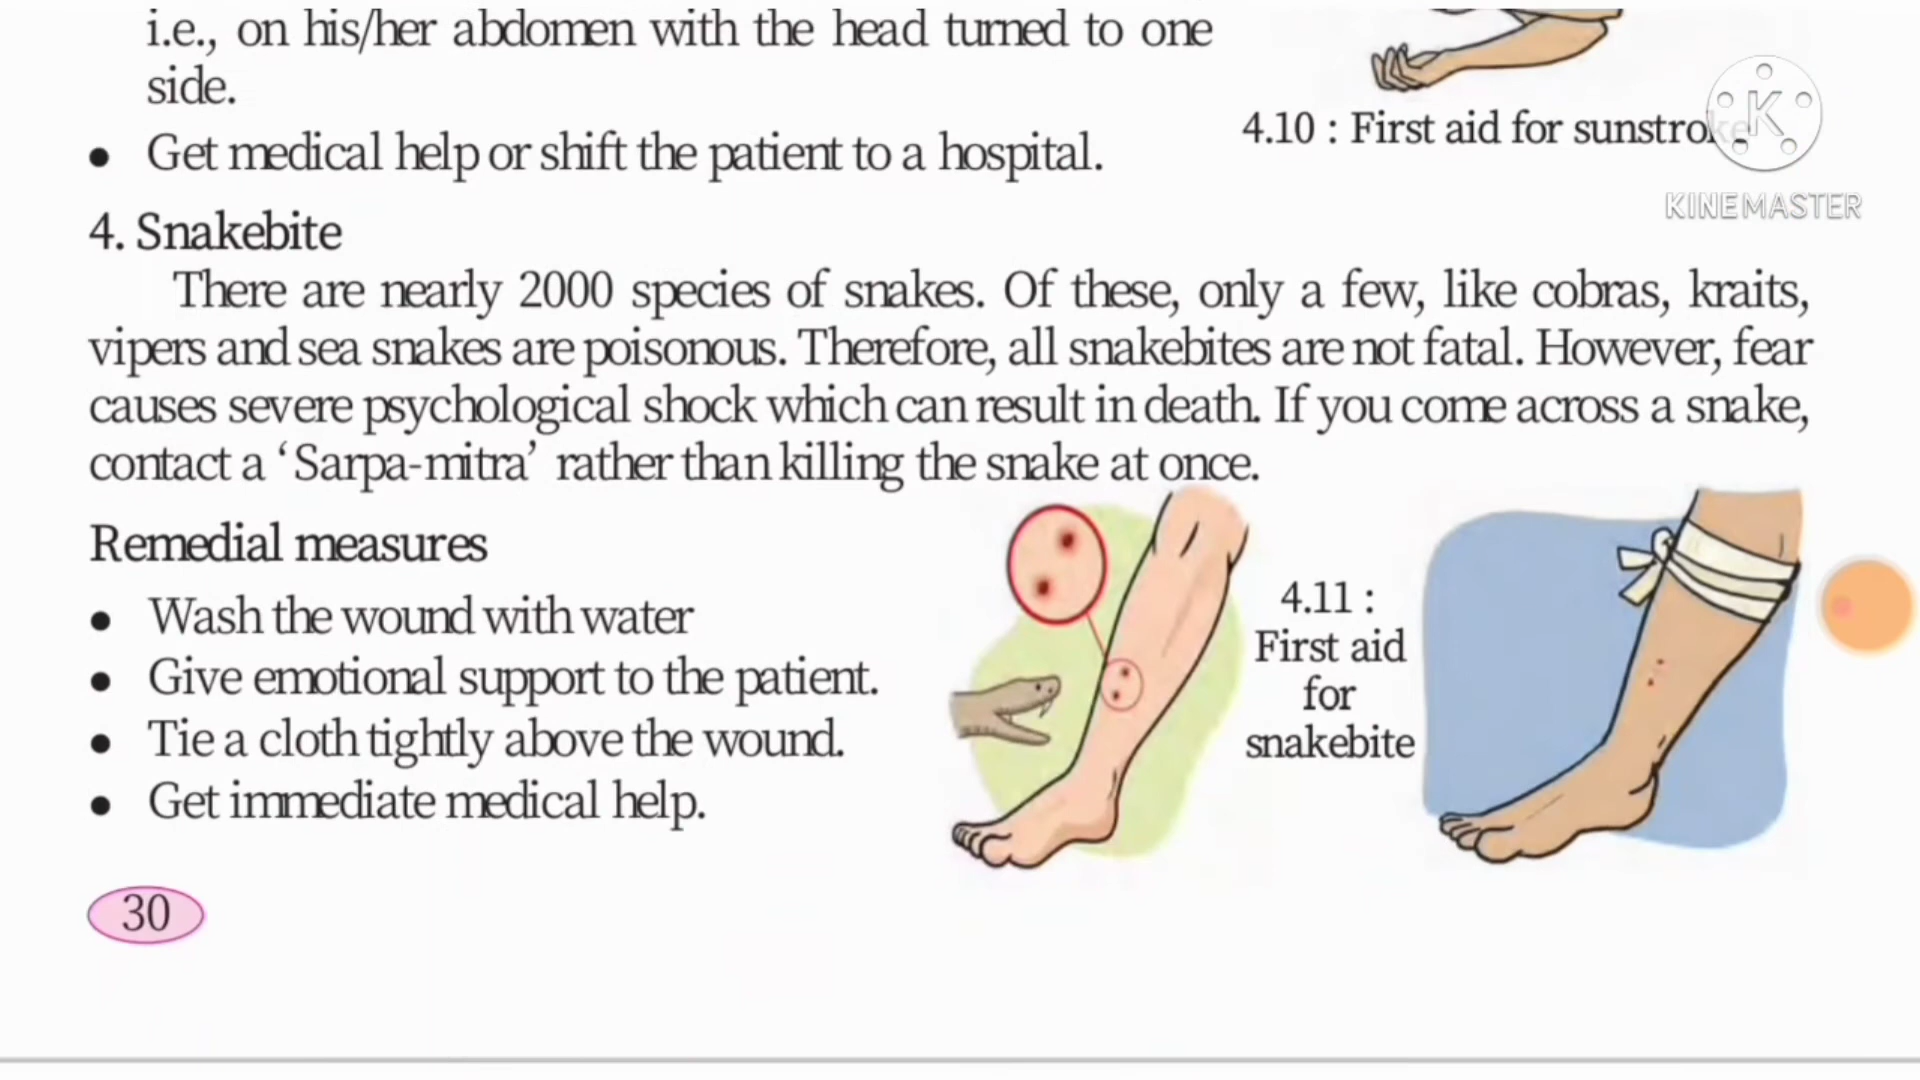 i.e., on his/her abdomen with the head turned to one
side.
• Get medical help or shift the patient to a hospital.
4.10 : First aid for sunstroke
K
KINEMASTER
4. Snakebite
There are nearly 2000 species of snakes. Of these, only a few, like cobras, kraits,
vipers and sea snakes are poisonous. Therefore, all snakebites are not fatal. However, fear
causes severe psychological shock which can result in death. If you come across a snake,
contact a ‘Sarpa-mitra’ rather than killing the snake at once.
Remedial measures
• Wash the wound with water
• Give emotional support to the patient.
• Tie a cloth tightly above the wound.
• Get immediate medical help.
4.11 :
First aid
for
snakebite
30